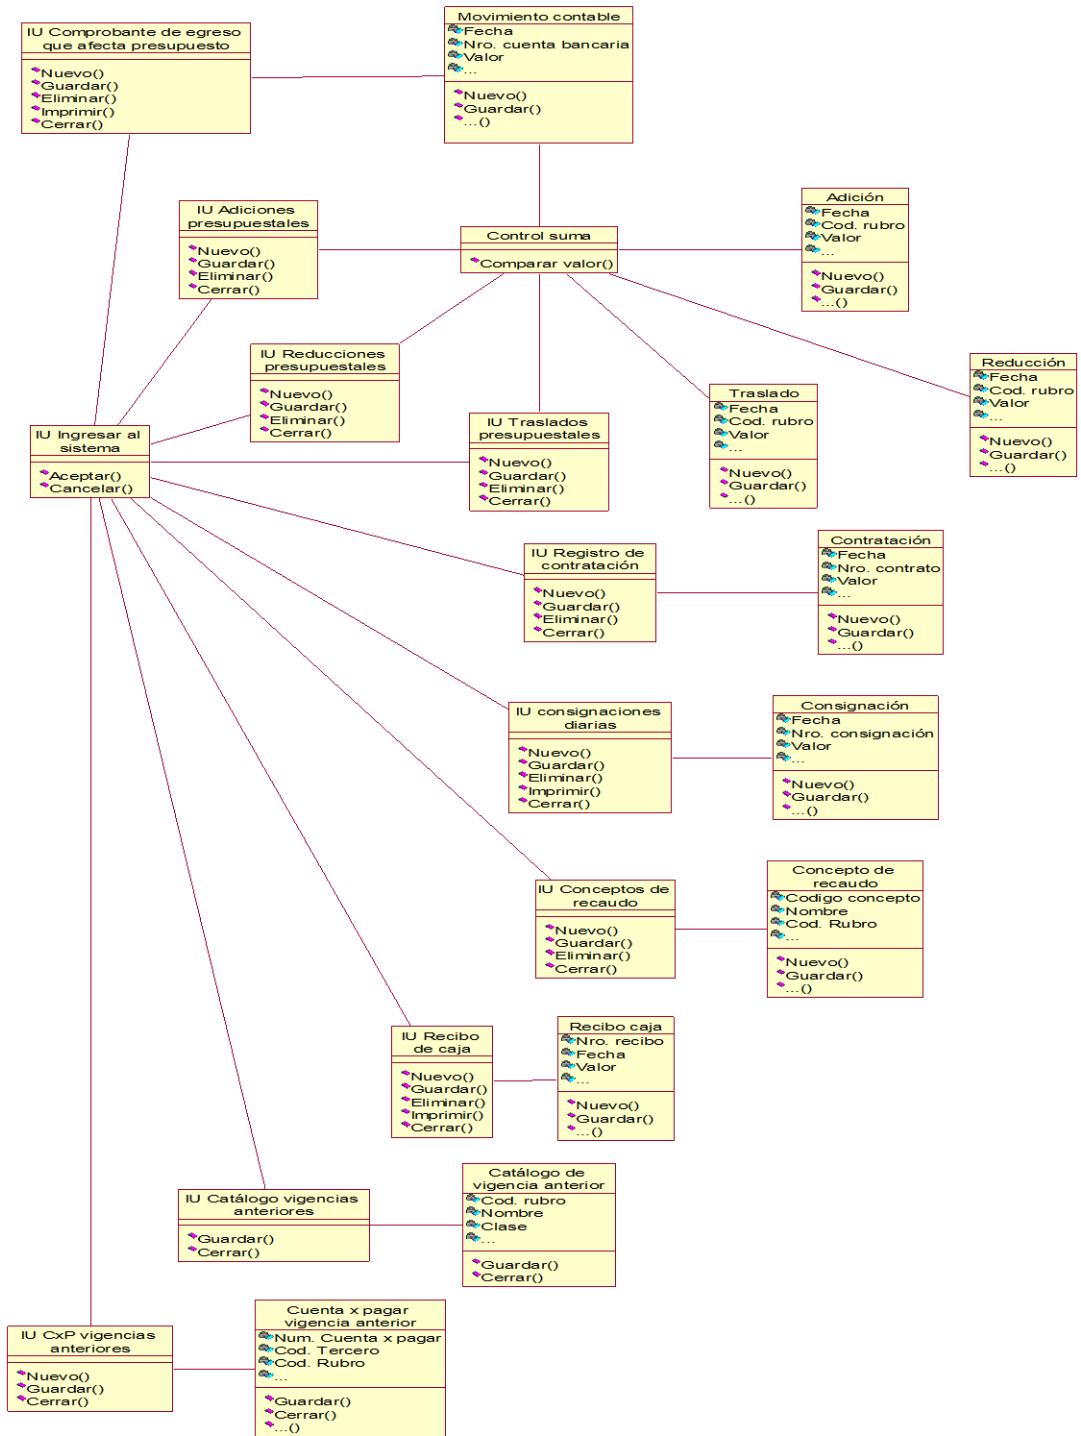 IU Comprobante de egreso
que afecta presupuesto
Nuevo()
Guardar()
Eliminar()
Imprimir()
Cerrar()
Movimiento contable
Fecha
Nro. cuenta bancaria
Valor
...
Nuevo()
Guardar()
...()
IU Adiciones
presupuestales
Nuevo()
Guardar()
Eliminar()
Cerrar()
Control suma
Comparar valor()
Adición
Fecha
Cod. rubro
Valor
...
Nuevo()
Guardar()
...()
IU Reducciones
presupuestales
Nuevo()
Guardar()
Eliminar()
Cerrar()
Reducción
Fecha
Cod. rubro
Valor
...
Nuevo()
Guardar()
...()
Traslado
Fecha
Cod. rubro
Valor
...
Nuevo()
Guardar()
...()
IU Traslados
presupuestales
Nuevo()
Guardar()
Eliminar()
Cerrar()
IU Ingresar al
sistema
Aceptar()
Cancelar()
IU Registro de
contratación
Nuevo()
Guardar()
Eliminar()
Cerrar()
Contratación
Fecha
Nro. contrato
Valor
...
Nuevo()
Guardar()
...()
IU consignaciones
diarias
Nuevo()
Guardar()
Eliminar()
Imprimir()
Cerrar()
Consignación
Fecha
Nro. consignación
Valor
...
Nuevo()
Guardar()
...()
IU Conceptos de
recaudo
Nuevo()
Guardar()
Eliminar()
Cerrar()
Concepto de
recaudo
Codigo concepto
Nombre
Cod. Rubro
...
Nuevo()
Guardar()
...()
IU Recibo
de caja
Nuevo()
Guardar()
Eliminar()
Imprimir()
Cerrar()
Recibo caja
Nro. recibo
Fecha
Valor
...
Nuevo()
Guardar()
...()
IU Catálogo vigencias
anteriores
Guardar()
Cerrar()
Catálogo de
vigencia anterior
Cod. rubro
Nombre
Clase
...
Guardar()
Cerrar()
IU CxP vigencias
anteriores
Nuevo()
Guardar()
Cerrar()
Cuenta x pagar
vigencia anterior
Num. Cuenta x pagar
Cod. Tercero
Cod. Rubro
...
Guardar()
Cerrar()
...()